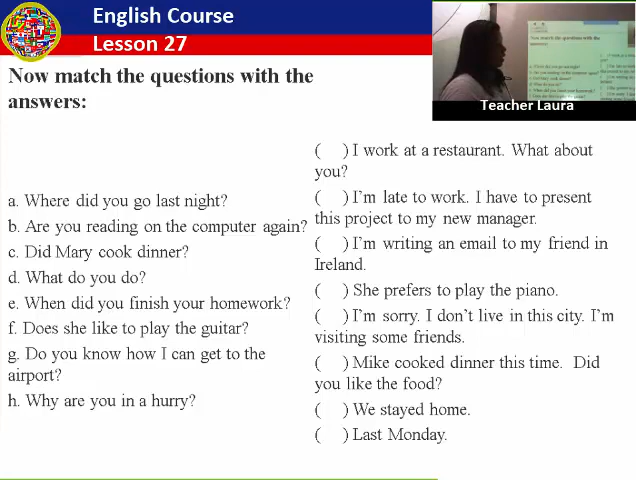 English Course
Lesson 27
Now match the questions with the
answers:
Teacher Laura
a. Where did you go last night?
b. Are you reading on the computer again?
c. Did Mary cook dinner?
d. What do you do?
e. When did you finish your homework?
f. Does she like to play the guitar?
g. Do you know how I can get to the
airport?
h. Why are you in a hurry?
(    ) I work at a restaurant. What about
you?
(    ) I'm late to work. I have to present
this project to my new manager.
(    ) I'm writing an email to my friend in
Ireland.
(    ) She prefers to play the piano.
(    ) I'm sorry. I don't live in this city. I'm
visiting some friends.
(    ) Mike cooked dinner this time.  Did
you like the food?
(    ) We stayed home.
(    ) Last Monday.